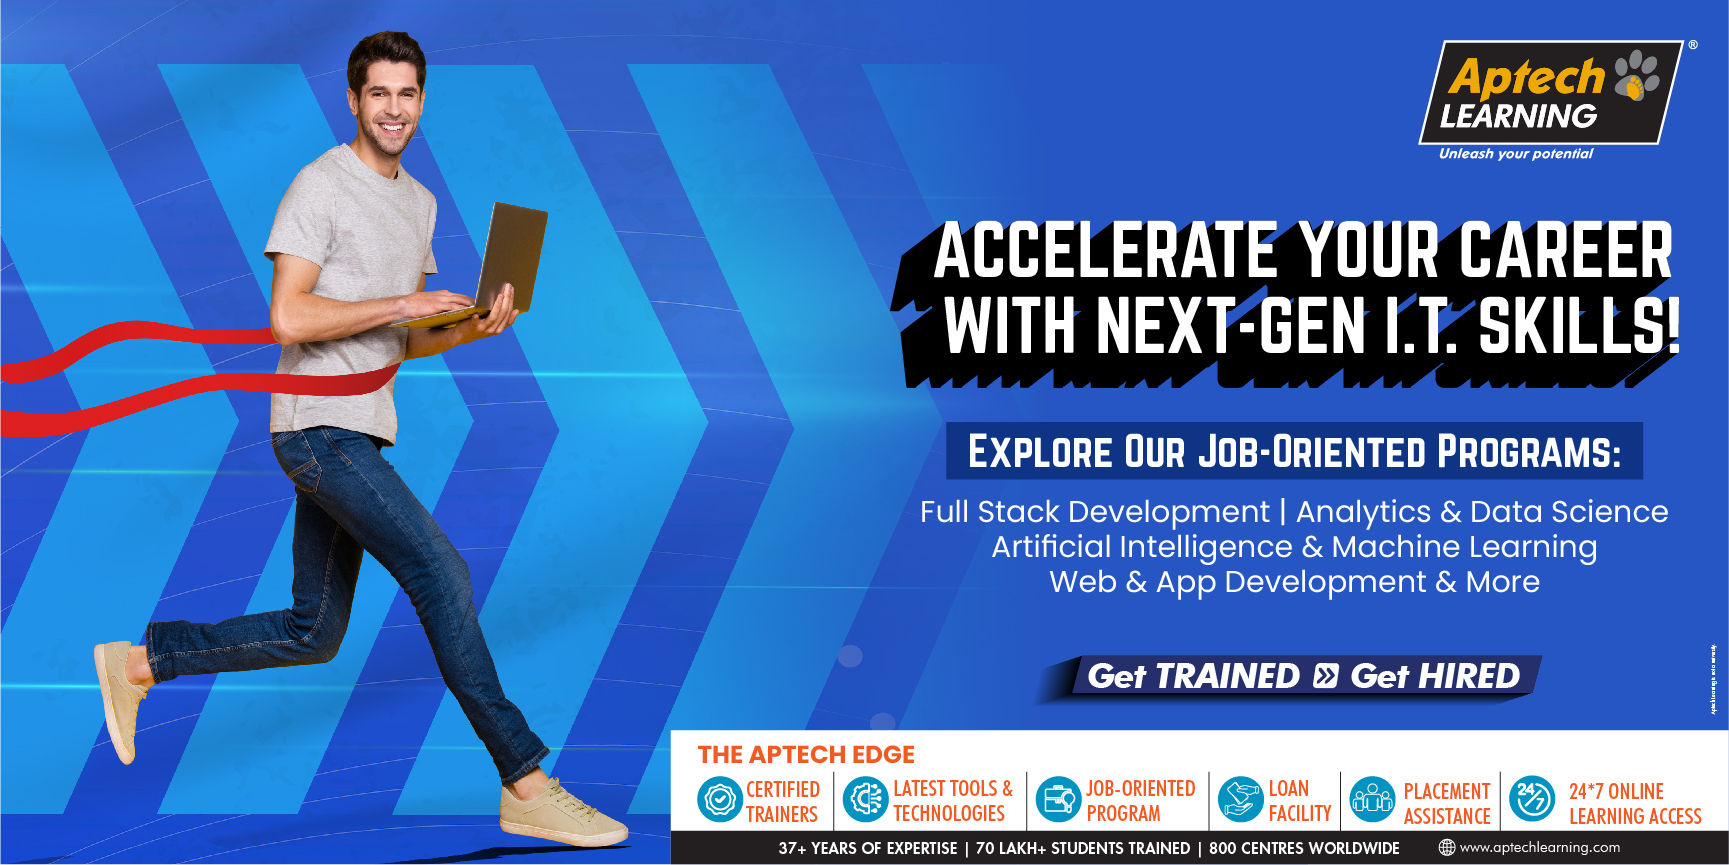 Aptech ®
LEARNING
Unleash your potential
ACCELERATE YOUR CAREER
WITH NEXT-GEN I.T. SKILLS!
EXPLORE OUR JOB-ORIENTED PROGRAMS:
Full Stack Development | Analytics & Data Science
Artificial Intelligence & Machine Learning
Web & App Development & More
Get TRAINED Get HIRED
THE APTECH EDGE
CERTIFIED
TRAINERS
LATEST TOOLS &
TECHNOLOGIES
JOB-ORIENTED
PROGRAM
LOAN
FACILITY
PLACEMENT
ASSISTANCE
24/7
24*7 ONLINE
LEARNING ACCESS
37+ YEARS OF EXPERTISE | 70 LAKH+ STUDENTS TRAINED | 800 CENTRES WORLDWIDE
www.aptechlearning.com